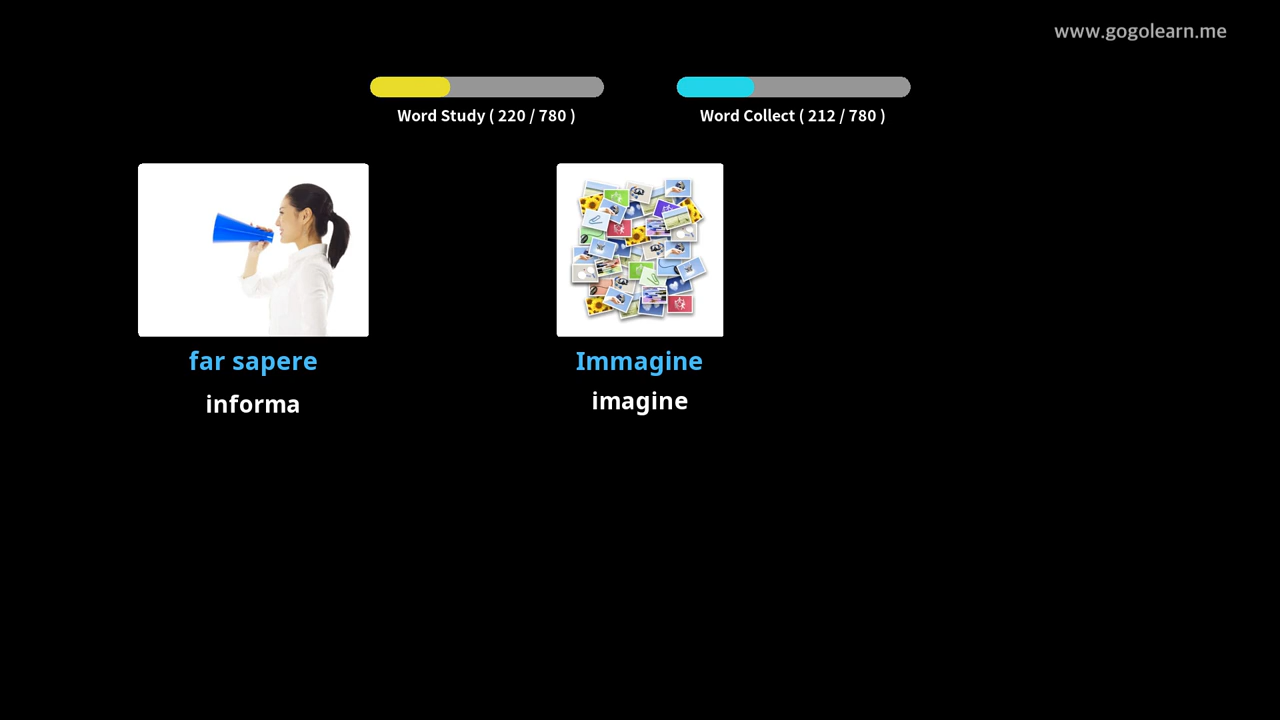 www.gogolearn.me
Word Study ( 220 / 780 )
Word Collect ( 212 / 780 )
far sapere
informa
Immagine
imagine